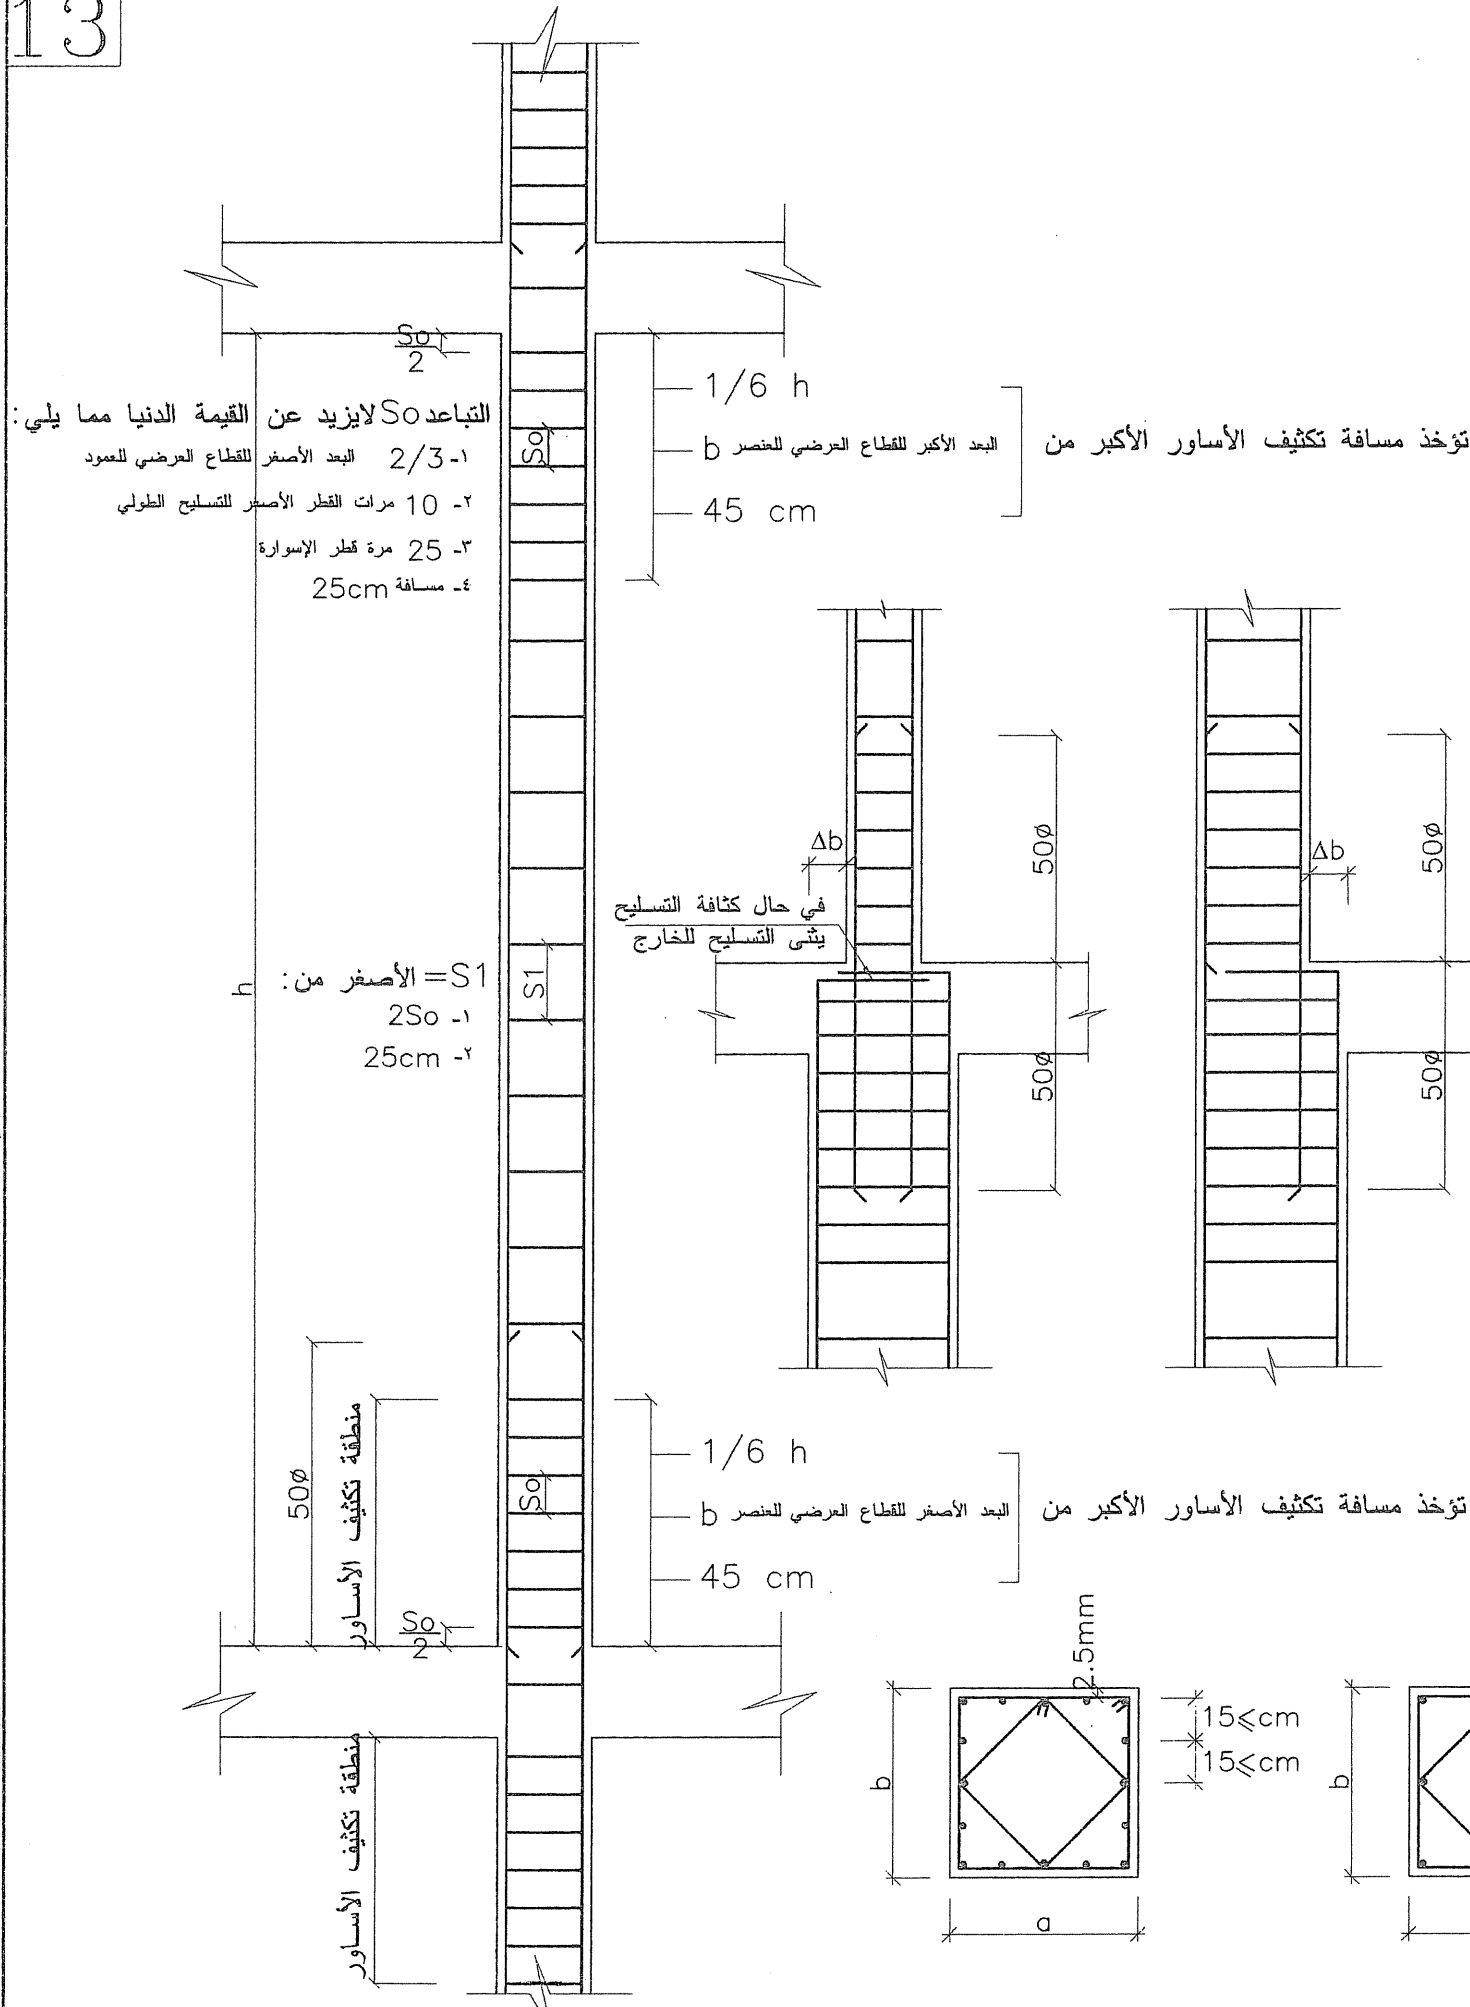 13
So
2
1/6 h
البعد الأكبر للقطاع العرضي للعنصر b
45 cm
تؤخذ مسافة تكثيف الأساور الأكبر من
التباعد So لايزيد عن القيمة الدنيا مما يلي:
١- 2/3 البعد الأصغر للقطاع العرضي للعمود
٢- 10 مرات القطر الأصغر للتسليح الطولي
٣- 25 مرة قطر الإسوارة
٤- مسافة 25cm
So
Δb
50ø
Δb
50ø
في حال كثافة التسليح
يثنى التسليح للخارج
h
S1= الأصغر من:
١- 2So
٢- 25cm
S1
50ø
50ø
50ø
منطقة تكثيف الأساور
So
1/6 h
البعد الأصغر للقطاع العرضي للعنصر b
45 cm
تؤخذ مسافة تكثيف الأساور الأكبر من
So
2
منطقة تكثيف الأساور
2.5mm
15≤cm
15≤cm
b
a
b